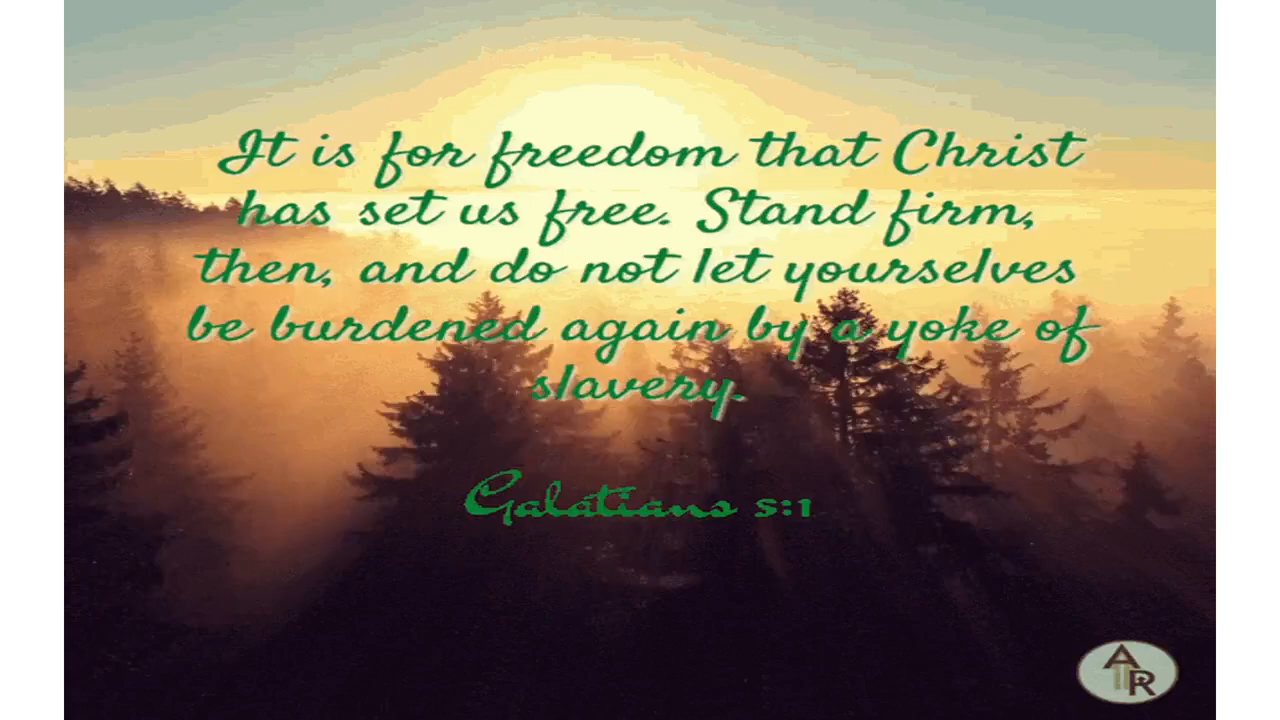 It is for freedom that Christ
has set us free. Stand firm,
then, and do not let yourselves
be burdened again by a yoke of
slavery.
Galatians 5:1